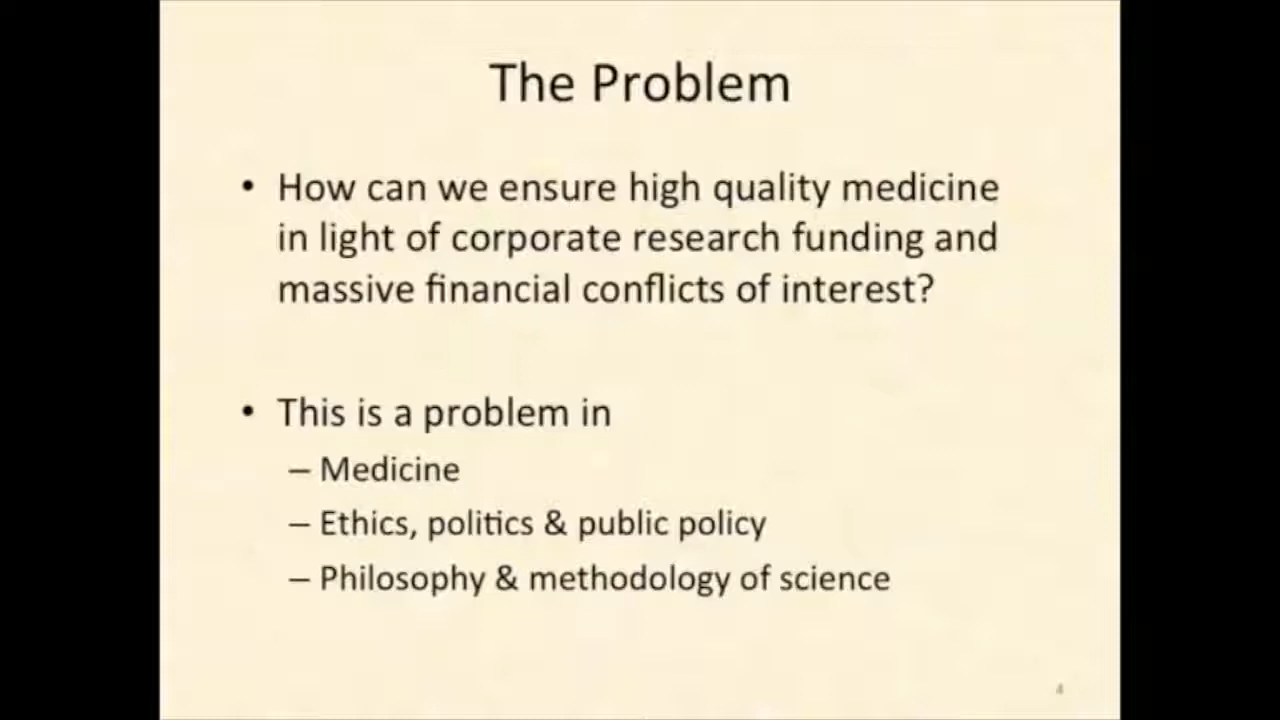 The Problem
• How can we ensure high quality medicine
in light of corporate research funding and
massive financial conflicts of interest?
• This is a problem in
– Medicine
– Ethics, politics & public policy
– Philosophy & methodology of science
4